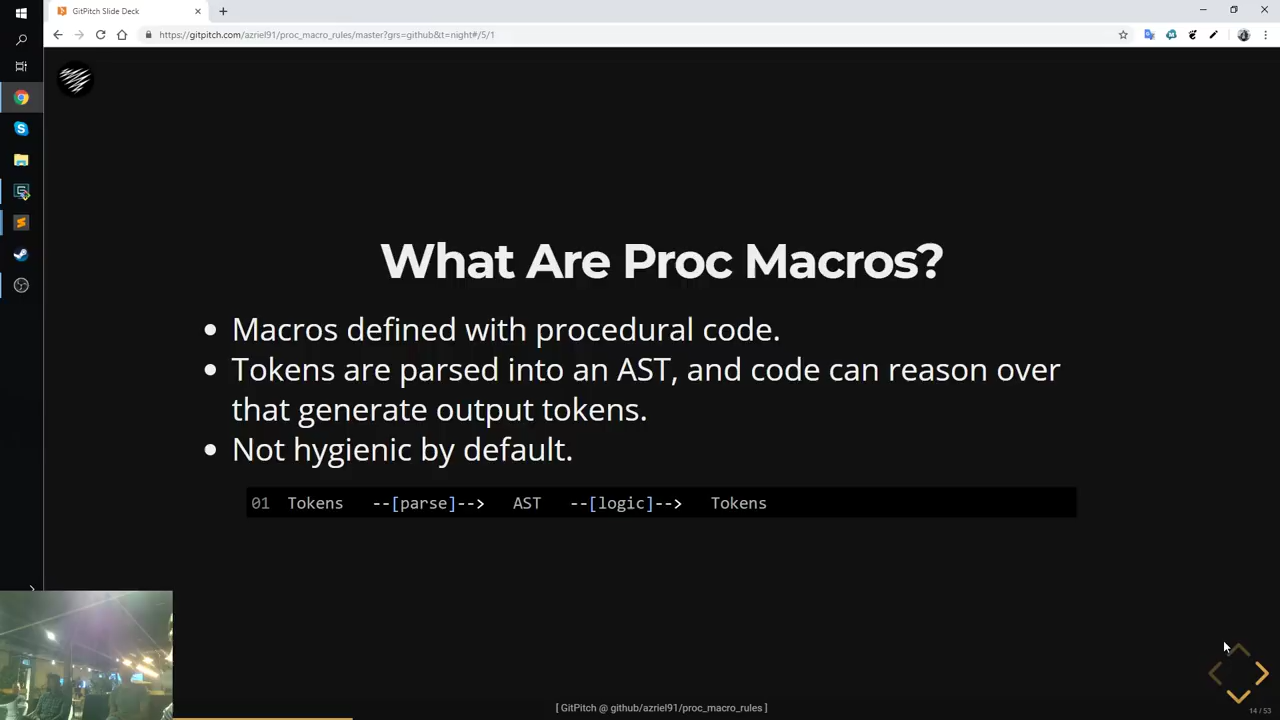 GitPitch Slide Deck
https://gitpitch.com/azriel91/proc_macro_rules/master?grs=github&t=night#/5/1
What Are Proc Macros?
• Macros defined with procedural code.
• Tokens are parsed into an AST, and code can reason over
that generate output tokens.
• Not hygienic by default.
01 Tokens --[parse]--> AST --[logic]--> Tokens
[ GitPitch @ github/azriel91/proc_macro_rules ]
14 / 53